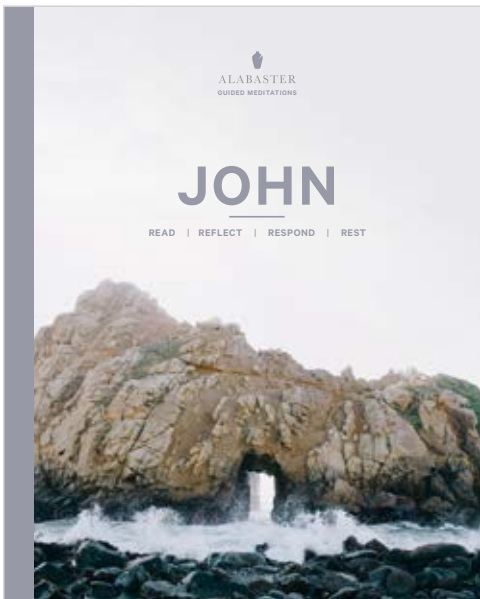 ALABASTER
GUIDED MEDITATIONS
JOHN
READ | REFLECT | RESPOND | REST